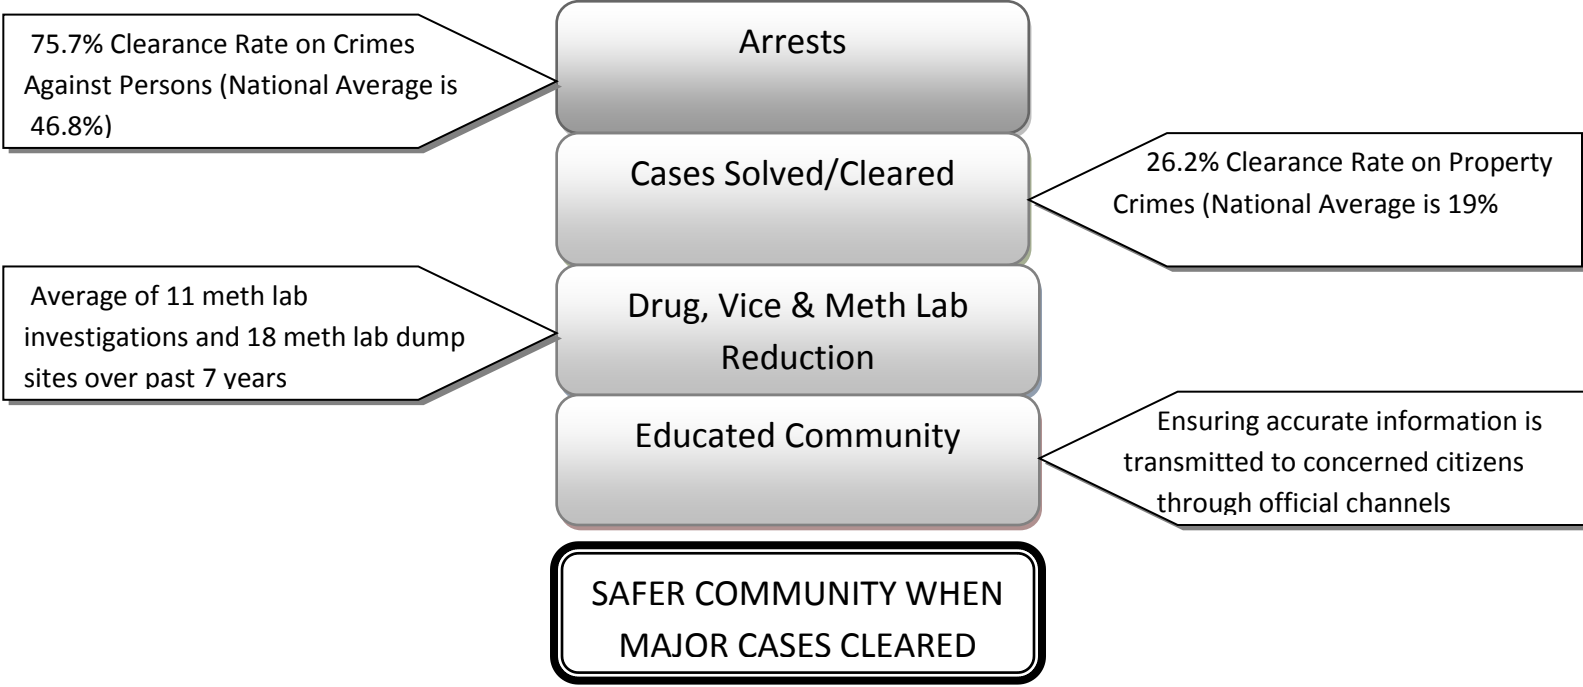 75.7% Clearance Rate on Crimes
Against Persons (National Average is
46.8%)
Arrests
Cases Solved/Cleared
26.2% Clearance Rate on Property
Crimes (National Average is 19%
Average of 11 meth lab
investigations and 18 meth lab dump
sites over past 7 years
Drug, Vice & Meth Lab
Reduction
Educated Community
Ensuring accurate information is
transmitted to concerned citizens
through official channels
SAFER COMMUNITY WHEN
MAJOR CASES CLEARED